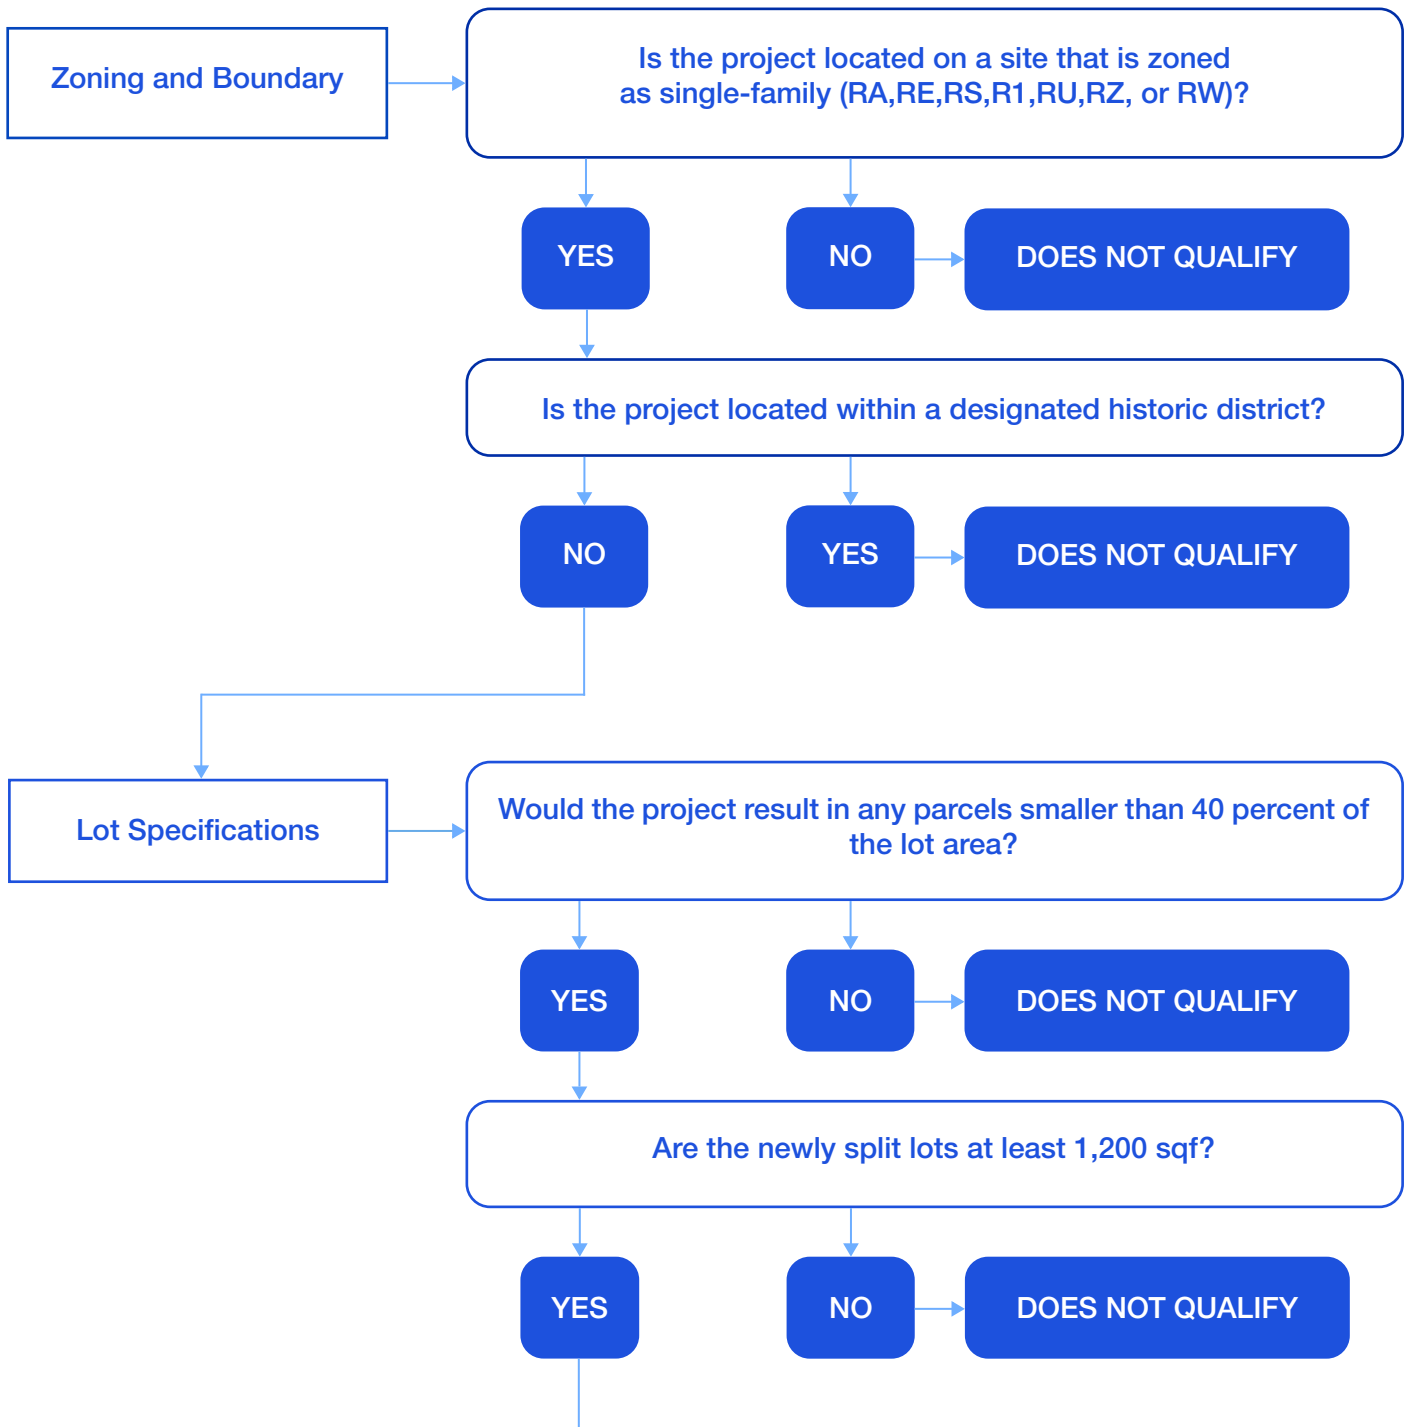 Zoning and Boundary
Is the project located on a site that is zoned
as single-family (RA,RE,RS,R1,RU,RZ, or RW)?
YES
NO
DOES NOT QUALIFY
Is the project located within a designated historic district?
NO
YES
DOES NOT QUALIFY
Lot Specifications
Would the project result in any parcels smaller than 40 percent of
the lot area?
YES
NO
DOES NOT QUALIFY
Are the newly split lots at least 1,200 sqf?
YES
NO
DOES NOT QUALIFY